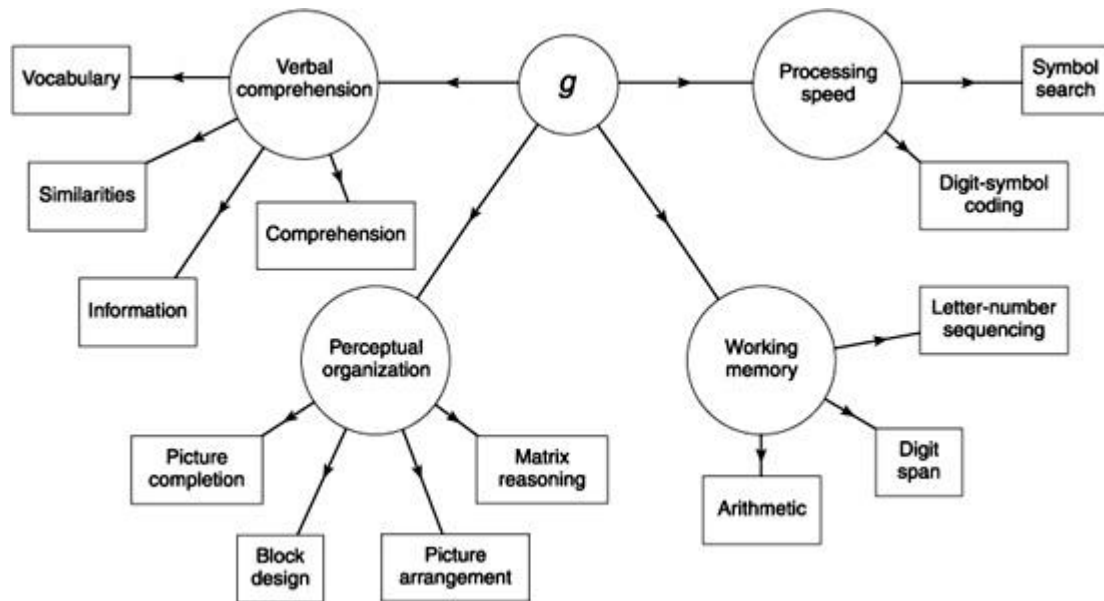 Vocabulary
Verbal
comprehension
g
Processing
speed
Symbol
search
Similarities
Comprehension
Information
Digit-symbol
coding
Perceptual
organization
Working
memory
Letter-number
sequencing
Picture
completion
Matrix
reasoning
Digit
span
Arithmetic
Block
design
Picture
arrangement